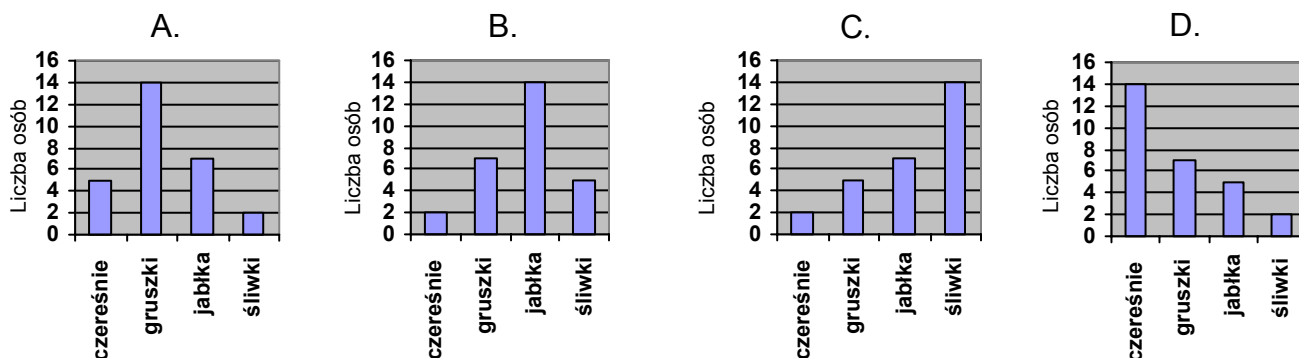 A.
Liczba osób
16
14
12
10
8
6
4
2
0
czereśnie
gruszki
jabłka
śliwki
B.
Liczba osób
16
14
12
10
8
6
4
2
0
czereśnie
gruszki
jabłka
śliwki
C.
Liczba osób
16
14
12
10
8
6
4
2
0
czereśnie
gruszki
jabłka
śliwki
D.
Liczba osób
16
14
12
10
8
6
4
2
0
czereśnie
gruszki
jabłka
śliwki